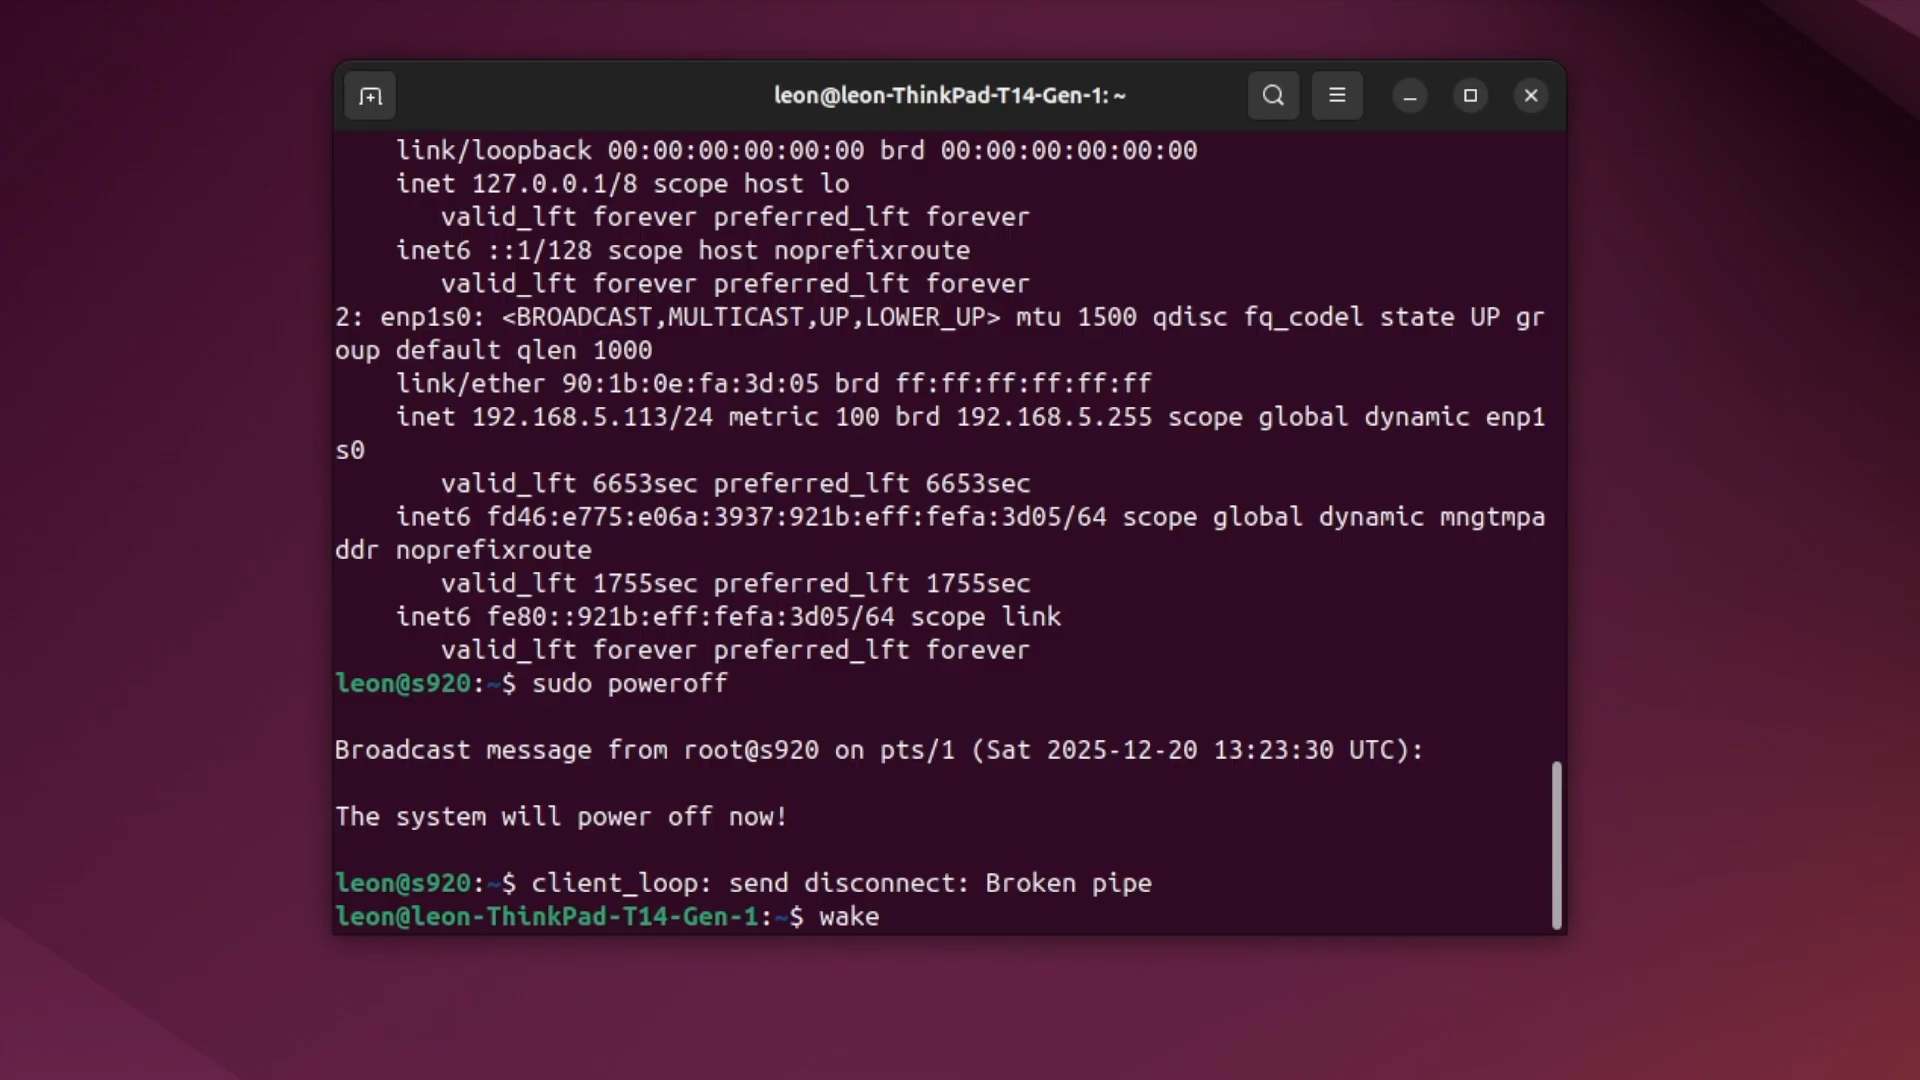 leon@leon-ThinkPad-T14-Gen-1: ~
link/loopback 00:00:00:00:00:00 brd 00:00:00:00:00:00
inet 127.0.0.1/8 scope host lo
valid_lft forever preferred_lft forever
inet6 ::1/128 scope host noprefixroute
valid_lft forever preferred_lft forever
2: enp1s0: <BROADCAST,MULTICAST,UP,LOWER_UP> mtu 1500 qdisc fq_codel state UP gr
oup default qlen 1000
link/ether 90:1b:0e:fa:3d:05 brd ff:ff:ff:ff:ff:ff
inet 192.168.5.113/24 metric 100 brd 192.168.5.255 scope global dynamic enp1
s0
valid_lft 6653sec preferred_lft 6653sec
inet6 fd46:e775:e06a:3937:921b:eff:fefa:3d05/64 scope global dynamic mngtmpa
ddr noprefixroute
valid_lft 1755sec preferred_lft 1755sec
inet6 fe80::921b:eff:fefa:3d05/64 scope link
valid_lft forever preferred_lft forever
leon@s920:~$ sudo poweroff
Broadcast message from root@s920 on pts/1 (Sat 2025-12-20 13:23:30 UTC):
The system will power off now!
leon@s920:~$ client_loop: send disconnect: Broken pipe
leon@leon-ThinkPad-T14-Gen-1:~$ wake